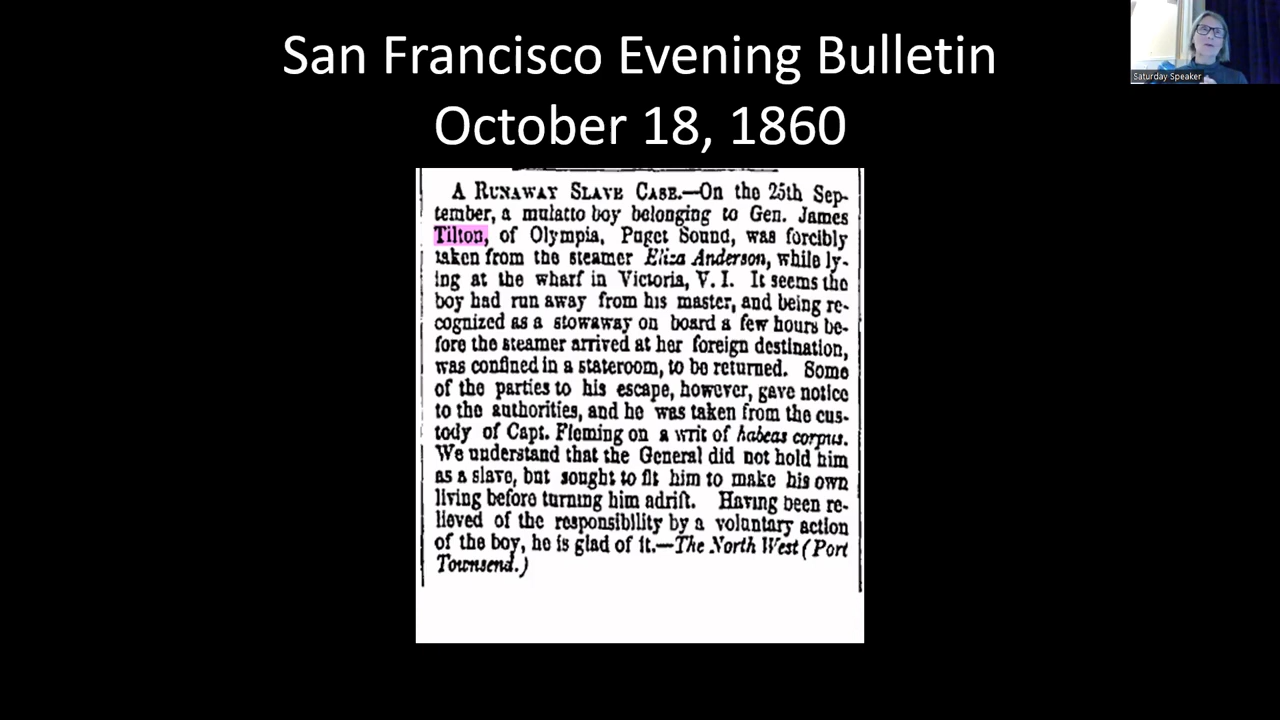 San Francisco Evening Bulletin
October 18, 1860
Saturday Speaker
A RUNAWAY SLAVE CASE.—On the 25th Sep-
tember, a mulatto boy belonging to Gen. James
Tilton, of Olympia, Puget Sound, was forcibly
taken from the steamer Eliza Anderson, while ly-
ing at the wharf in Victoria, V. I. It seems the
boy had run away from his master, and being re-
cognized as a stowaway on board a few hours be-
fore the steamer arrived at her foreign destination,
was confined in a stateroom, to be returned. Some
of the parties to his escape, however, gave notice
to the authorities, and he was taken from the cus-
tody of Capt. Fleming on a writ of habeas corpus.
We understand that the General did not hold him
as a slave, but sought to fit him to make his own
living before turning him adrift. Having been re-
lieved of the responsibility by a voluntary action
of the boy, he is glad of it.—The North West (Port
Townsend.)